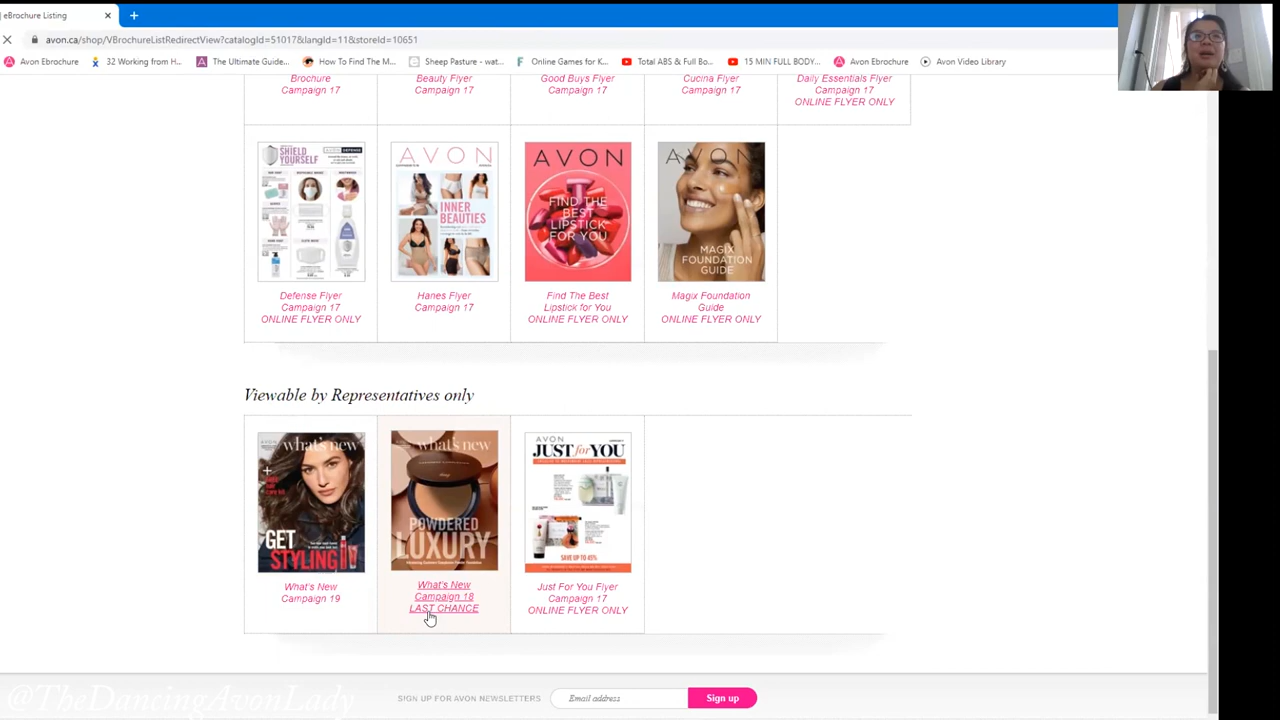 eBrochure Listing
avon.ca/shop/VBrochureListRedirectView?catalogId=51017&langId=11&storeId=10651
Avon Ebrochure
32 Working from H...
The Ultimate Guide...
How To Find The M...
Sheep Pasture - wat...
Online Games for K...
Total ABS & Full Bo...
15 MIN FULL BODY...
Avon Ebrochure
Avon Video Library
Brochure
Campaign 17
Beauty Flyer
Campaign 17
Good Buys Flyer
Campaign 17
Cucina Flyer
Campaign 17
Daily Essentials Flyer
Campaign 17
ONLINE FLYER ONLY
SHIELD
YOURSELF
AVON
INNER
BEAUTIES
AVON
FIND THE
BEST
LIPSTICK
FOR YOU
AVON
MAGIX
FOUNDATION
GUIDE
Defense Flyer
Campaign 17
ONLINE FLYER ONLY
Hanes Flyer
Campaign 17
Find The Best
Lipstick for You
ONLINE FLYER ONLY
Magix Foundation
Guide
ONLINE FLYER ONLY
Viewable by Representatives only
what's new
GET
STYLING
what's new
POWDERED
LUXURY
AVON
JUST for YOU
SAVE UP TO 45%
What's New
Campaign 19
What's New
Campaign 18
LAST CHANCE
Just For You Flyer
Campaign 17
ONLINE FLYER ONLY
@TheDancingAvonLady
SIGN UP FOR AVON NEWSLETTERS
Email address
Sign up